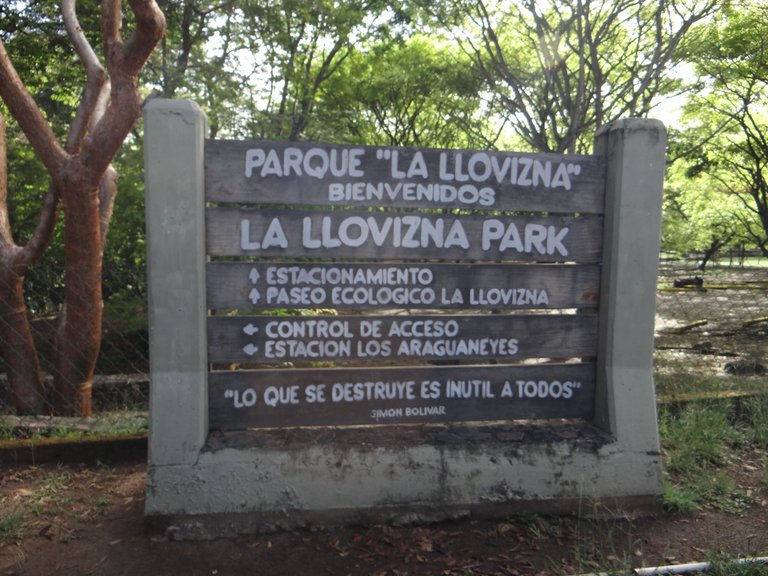 PARQUE "LA LLOVIZNA"
BIENVENIDOS
LA LLOVIZNA PARK
↑ ESTACIONAMIENTO
↑ PASEO ECOLOGICO LA LLOVIZNA
← CONTROL DE ACCESO
← ESTACION LOS ARAGUANEYES
"LO QUE SE DESTRUYE ES INUTIL A TODOS"
SIMON BOLIVAR